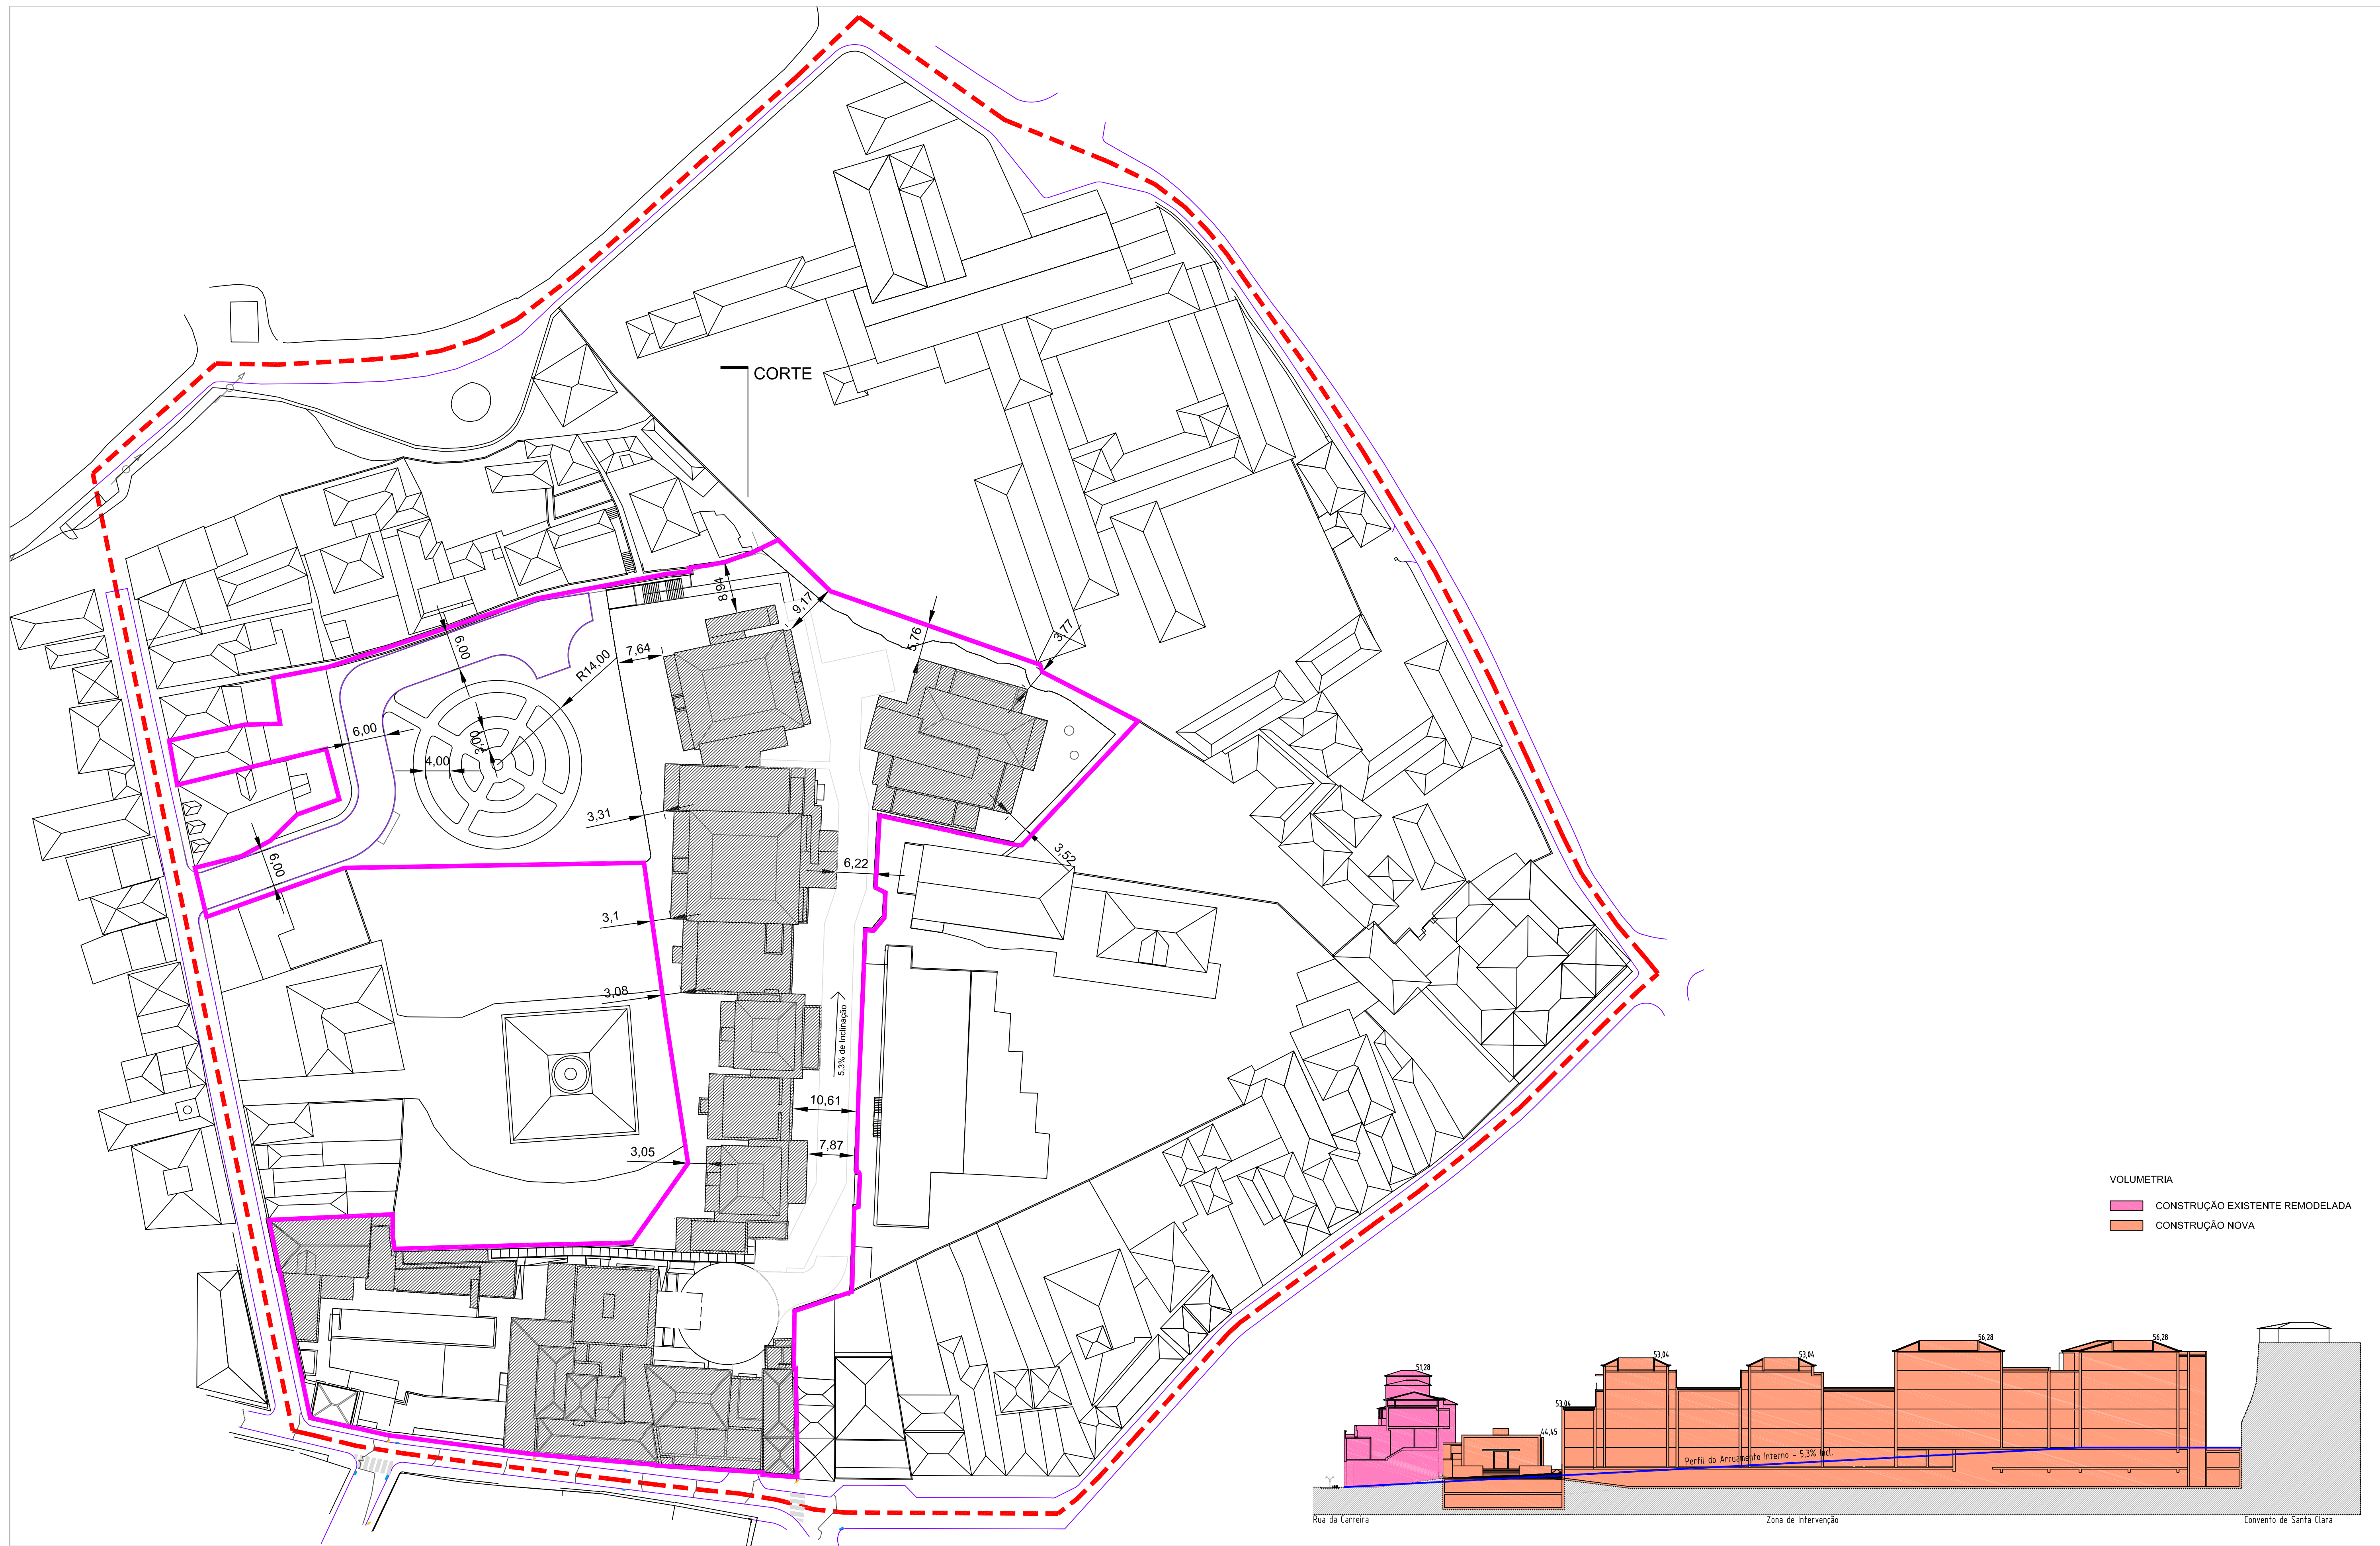 CORTE
8,94
9,17
6,00
R14,00
7,64
5,76
3,77
6,00
3,00
4,00
3,31
6,00
6,22
3,52
3,1
3,08
5,3% de Inclinação
10,61
7,87
3,05
VOLUMETRIA
CONSTRUÇÃO EXISTENTE REMODELADA
CONSTRUÇÃO NOVA
56,28
56,28
53,04
53,04
51,28
53,04
44,45
Perfil do Arruamento Interno - 5,3% Incl.
Rua da Carreira
Zona de Intervenção
Convento de Santa Clara